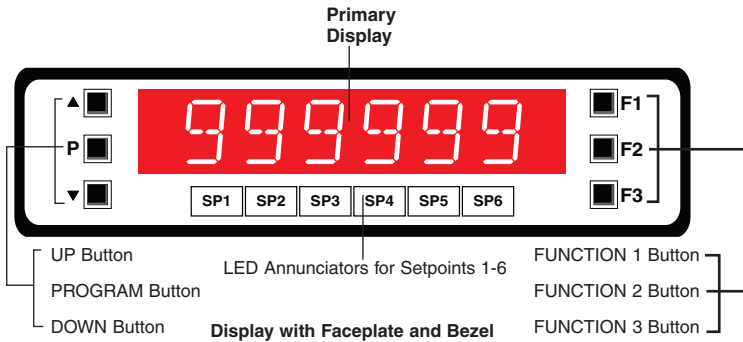 Primary
Display
▲ F1
999999
P F2
▼ F3
SP1 SP2 SP3 SP4 SP5 SP6
UP Button
LED Annunciators for Setpoints 1-6
FUNCTION 1 Button
PROGRAM Button
FUNCTION 2 Button
DOWN Button
Display with Faceplate and Bezel
FUNCTION 3 Button